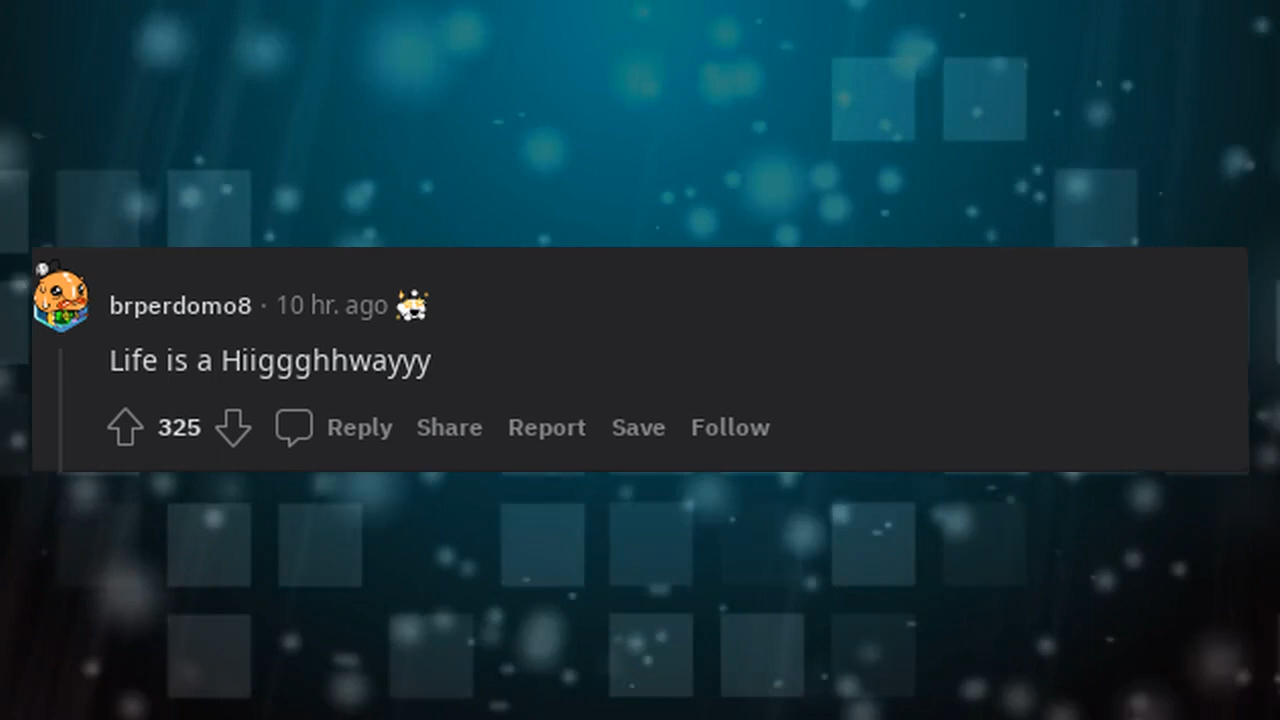 brperdomo8 · 10 hr. ago
Life is a Hiiggghhwayyy
325 Reply Share Report Save Follow